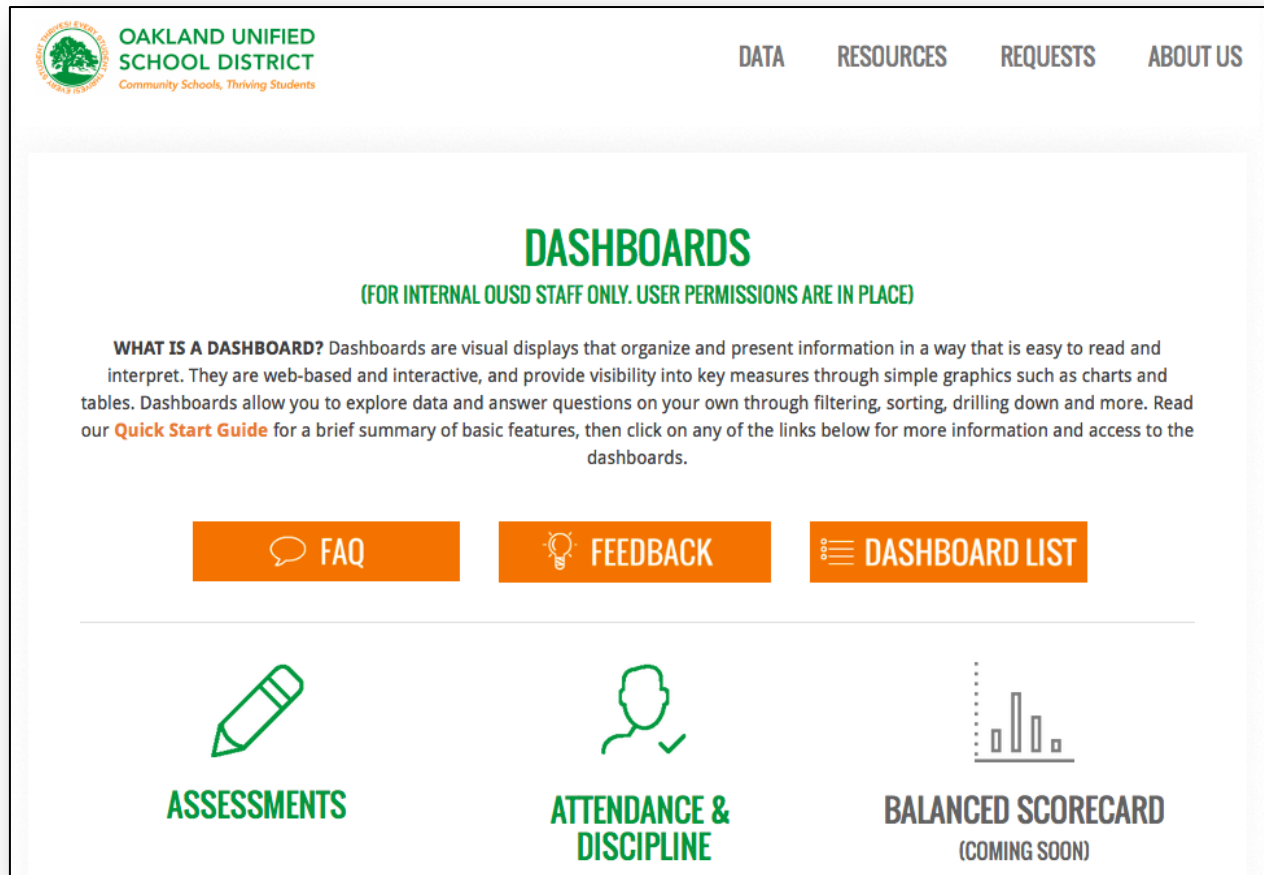 EVERY STUDENT THRIVES! EVERY STUDENT THRIVES!
OAKLAND UNIFIED
SCHOOL DISTRICT
Community Schools, Thriving Students
DATA RESOURCES REQUESTS ABOUT US
DASHBOARDS
(FOR INTERNAL OUSD STAFF ONLY. USER PERMISSIONS ARE IN PLACE)
WHAT IS A DASHBOARD? Dashboards are visual displays that organize and present information in a way that is easy to read and
interpret. They are web-based and interactive, and provide visibility into key measures through simple graphics such as charts and
tables. Dashboards allow you to explore data and answer questions on your own through filtering, sorting, drilling down and more. Read
our Quick Start Guide for a brief summary of basic features, then click on any of the links below for more information and access to the
dashboards.
FAQ FEEDBACK DASHBOARD LIST
ASSESSMENTS
ATTENDANCE &
DISCIPLINE
BALANCED SCORECARD
(COMING SOON)